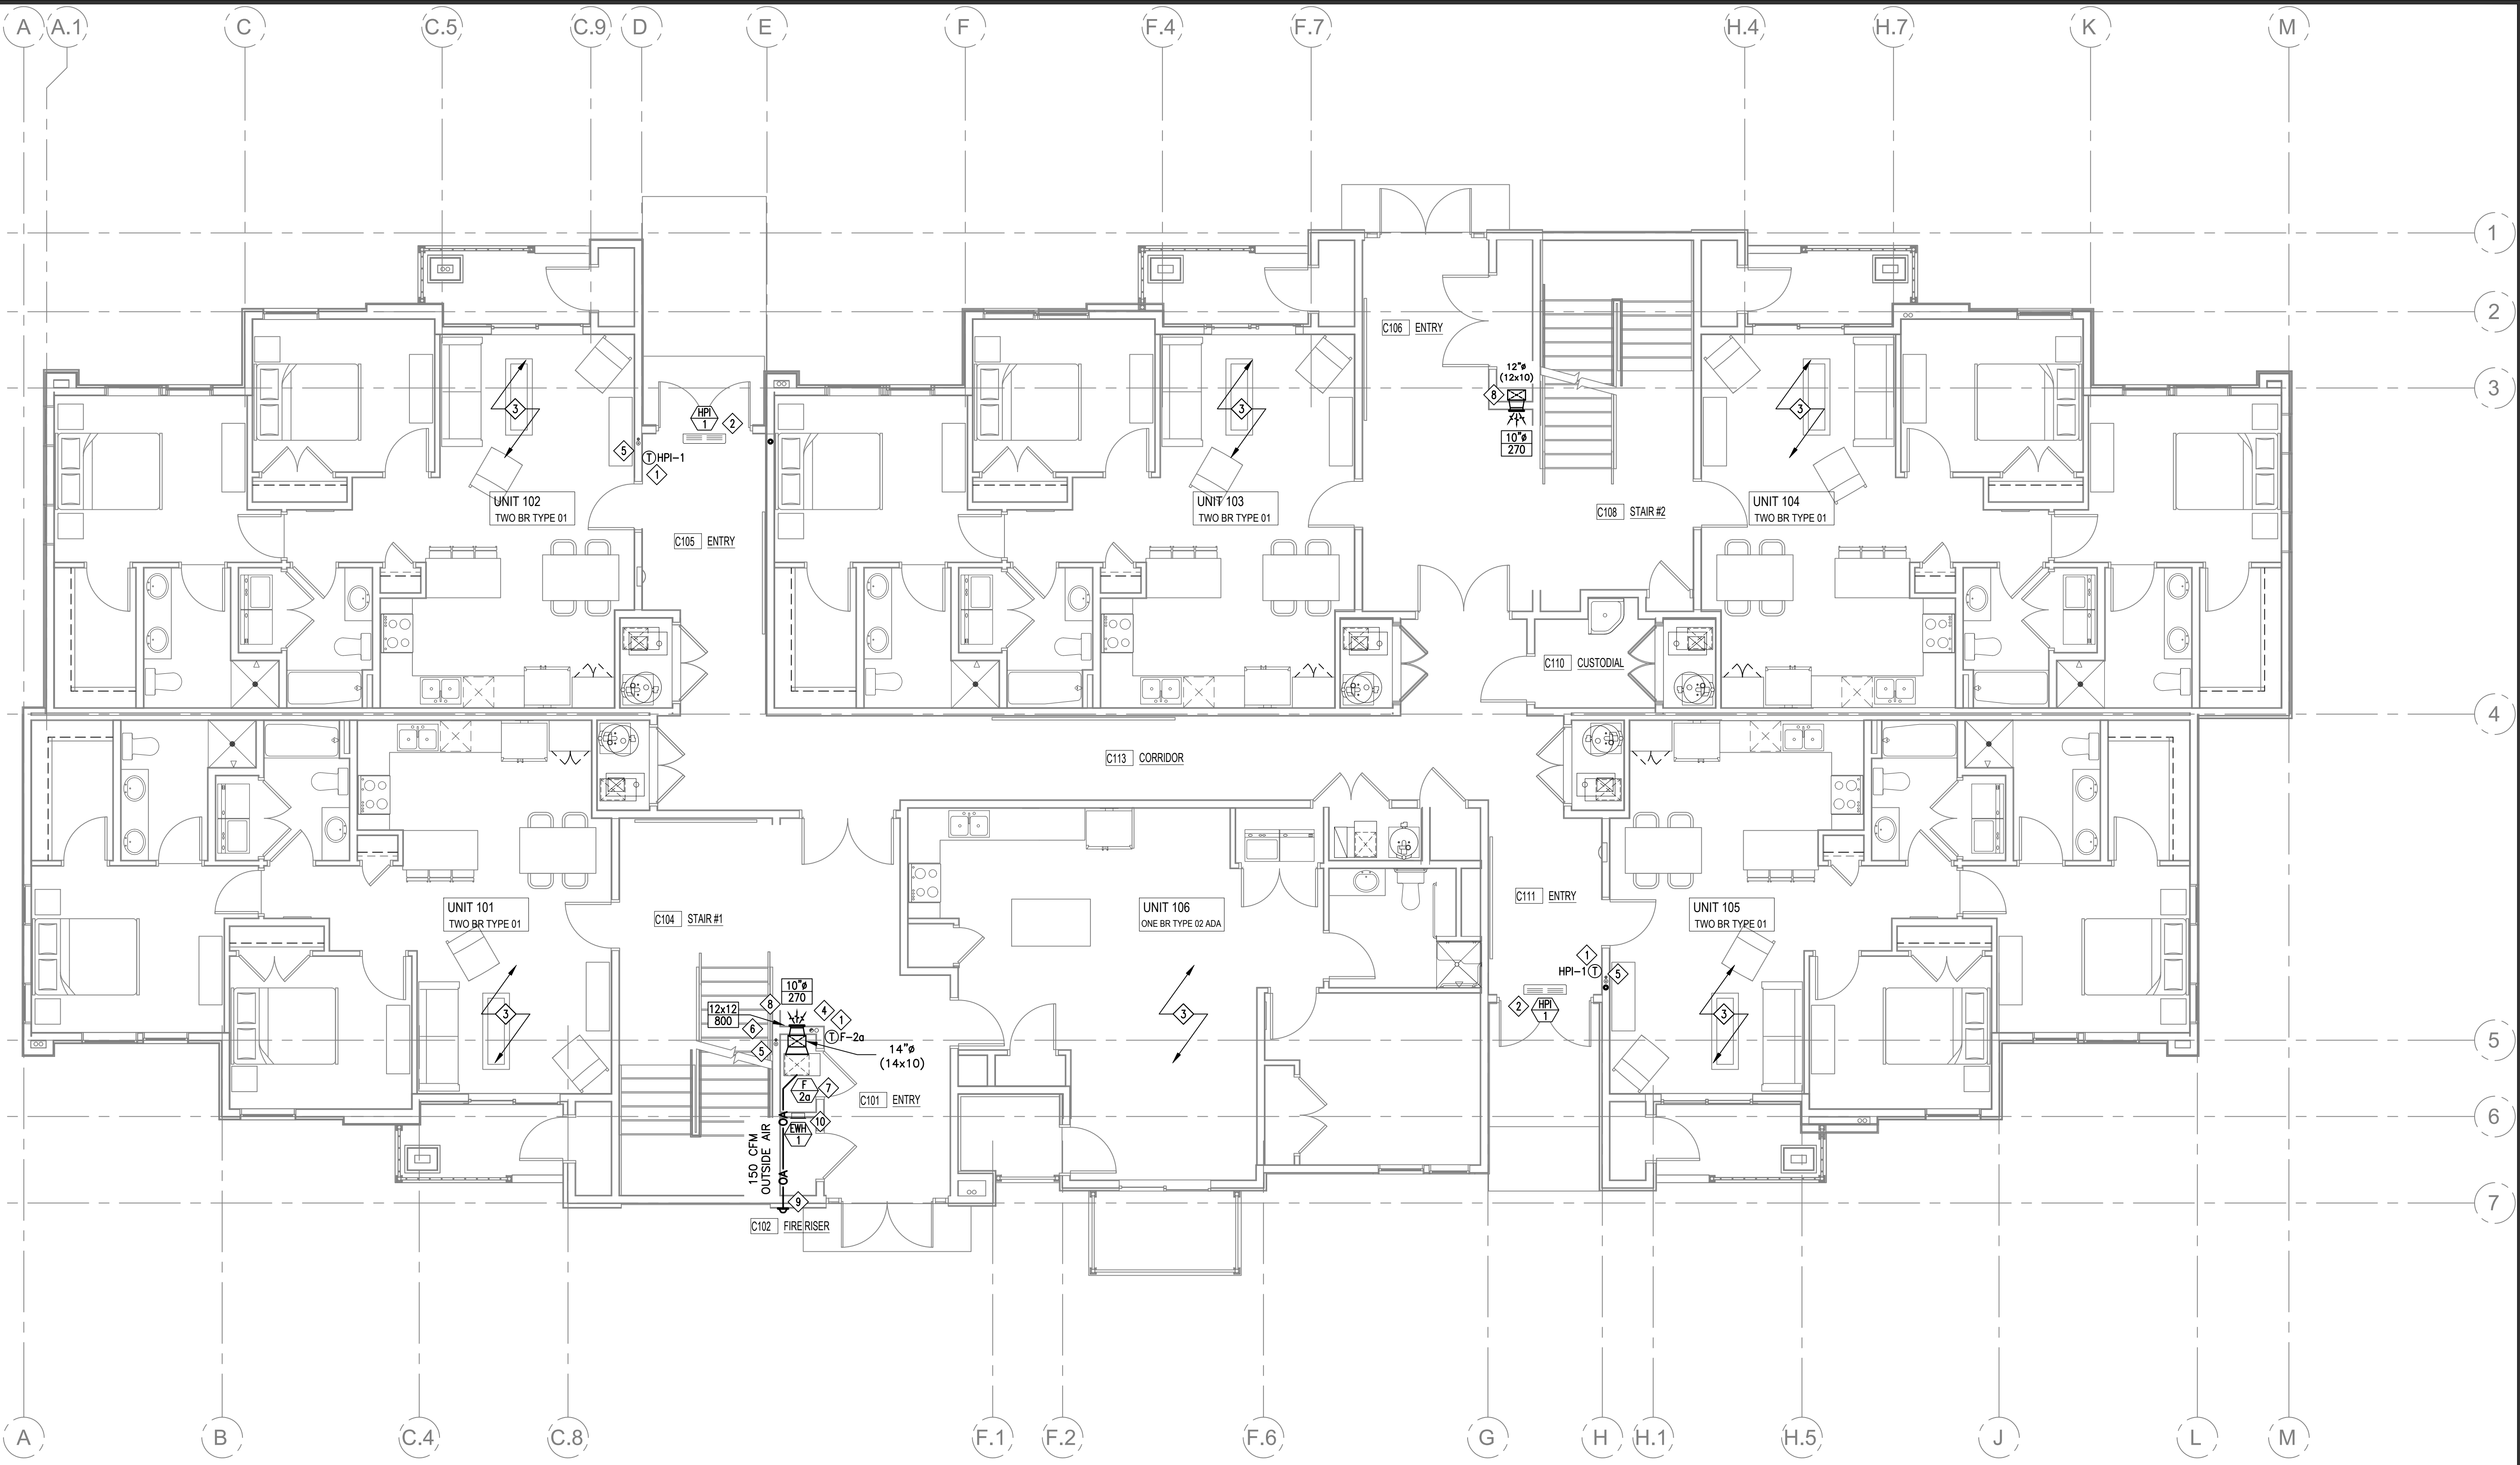 A
A.1
C
C.5
C.9
D
E
F
F.4
F.7
H.4
H.7
K
M
1
2
C106 ENTRY
12"ø
(12x10)
3
8
HPI
1
2
3
3
3
3
10"ø
270
5
T HPI-1
1
UNIT 102
TWO BR TYPE 01
UNIT 103
TWO BR TYPE 01
UNIT 104
TWO BR TYPE 01
C108 STAIR #2
C105 ENTRY
C110 CUSTODIAL
4
C113 CORRIDOR
C111 ENTRY
UNIT 101
TWO BR TYPE 01
C104 STAIR #1
UNIT 106
ONE BR TYPE 02 ADA
UNIT 105
TWO BR TYPE 01
1
HPI-1 T
5
10"ø
270
8
12x12
800
4
1
6
3
3
3
2
HPI
1
T F-2a
5
14"ø
(14x10)
5
F
2a
7
C101 ENTRY
10
6
EWH
1
OA
OA
150 CFM
OUTSIDE AIR
9
7
C102 FIRE RISER
A
B
C.4
C.8
F.1
F.2
F.6
G
H
H.1
H.5
J
L
M